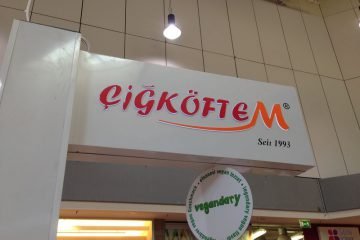 ÇİĞKÖFTEM®
Seit 1993
vegandary